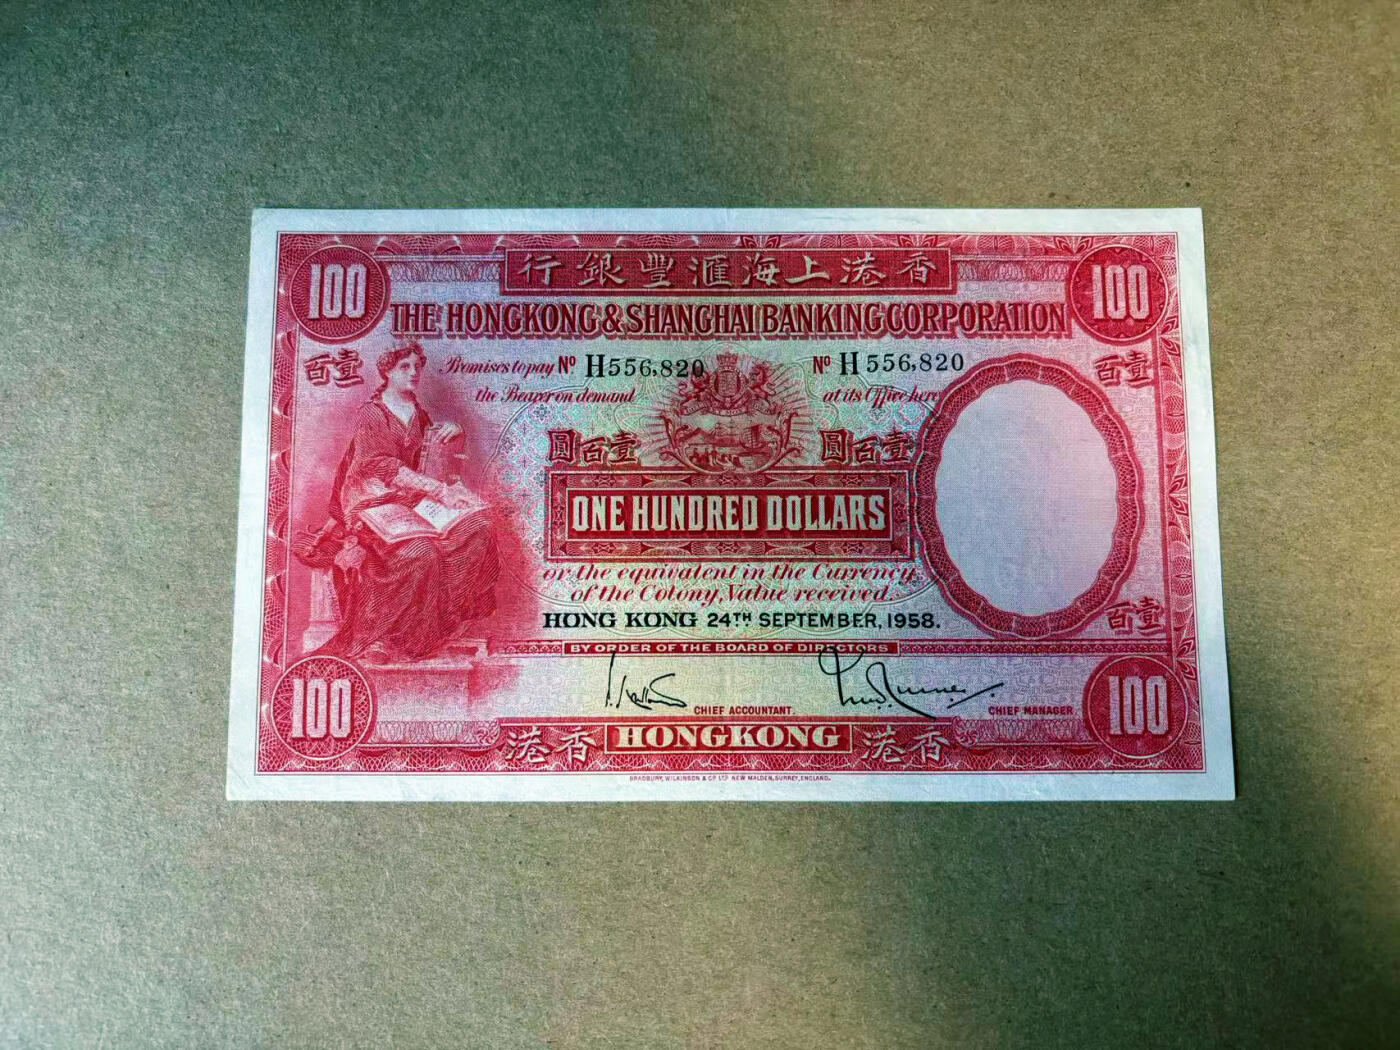 香港上海滙豐銀行
100 100
THE HONGKONG & SHANGHAI BANKING CORPORATION
壹百 壹百
Promises to pay Nº H556,820 Nº H556,820
the Bearer on demand at its Office here
壹百圓 壹百圓
ONE HUNDRED DOLLARS
or the equivalent in the Currency
of the Colony, Value received.
壹百
HONG KONG 24TH SEPTEMBER, 1958.
BY ORDER OF THE BOARD OF DIRECTORS
CHIEF ACCOUNTANT. CHIEF MANAGER.
100 100
香港 HONGKONG 香港
BRADBURY, WILKINSON & Cº LTD NEW MALDEN, SURREY, ENGLAND.